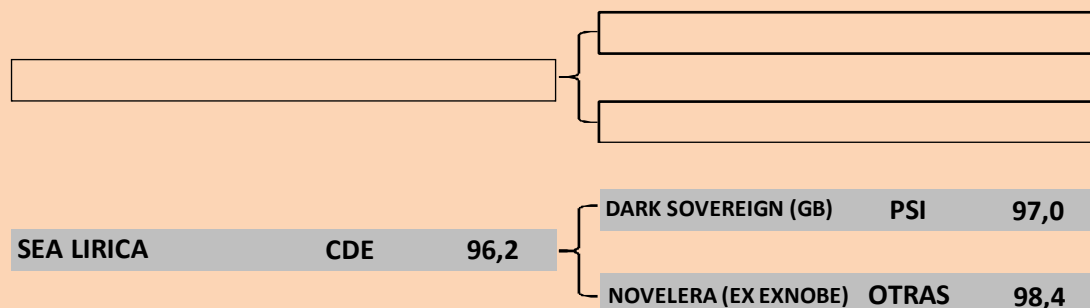 DARK SOVEREIGN (GB) PSI 97,0
SEA LIRICA CDE 96,2
NOVELERA (EX EXNOBE) OTRAS 98,4